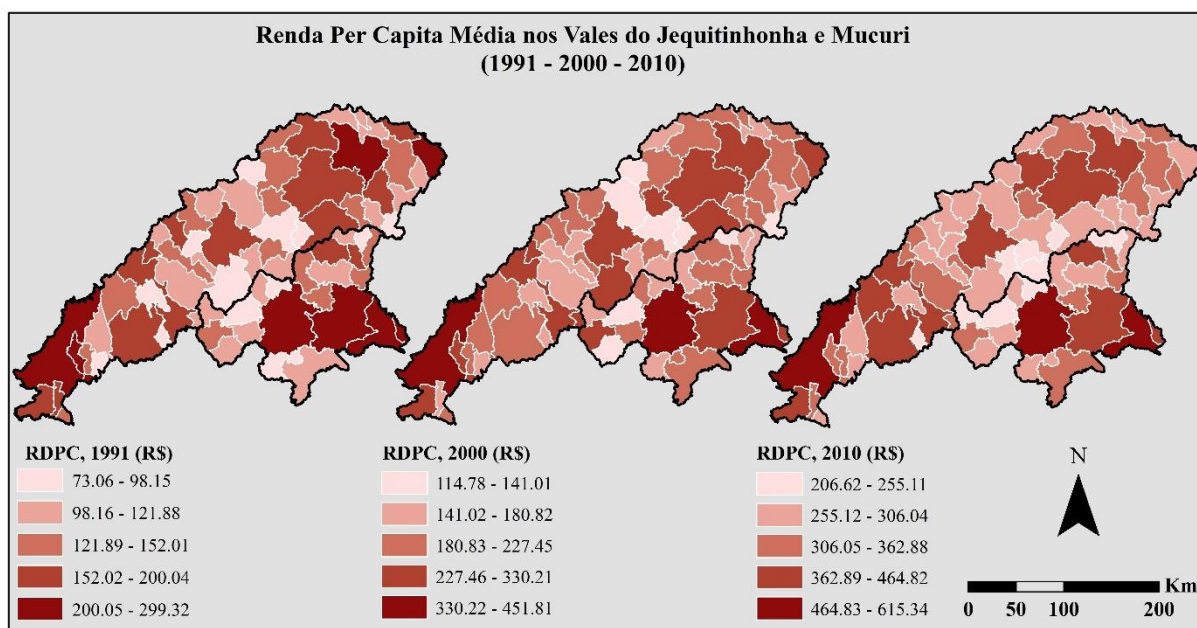 Renda Per Capita Média nos Vales do Jequitinhonha e Mucuri
(1991 - 2000 - 2010)
RDPC, 1991 (R$)
73.06 - 98.15
98.16 - 121.88
121.89 - 152.01
152.02 - 200.04
200.05 - 299.32
RDPC, 2000 (R$)
114.78 - 141.01
141.02 - 180.82
180.83 - 227.45
227.46 - 330.21
330.22 - 451.81
RDPC, 2010 (R$)
206.62 - 255.11
255.12 - 306.04
306.05 - 362.88
362.89 - 464.82
464.83 - 615.34
N
Km
0 50 100 200